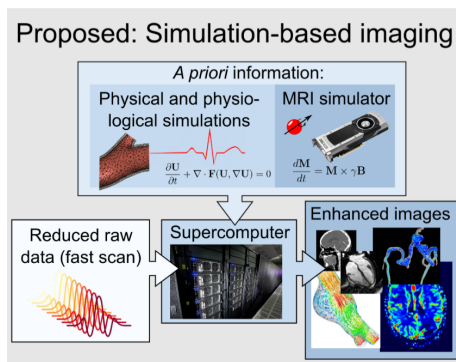 Proposed: Simulation-based imaging
A priori information:
Physical and physio-
logical simulations
∂U/∂t + ∇ · F(U, ∇U) = 0
MRI simulator
dM/dt = M × γB
Reduced raw
data (fast scan)
Supercomputer
Enhanced images